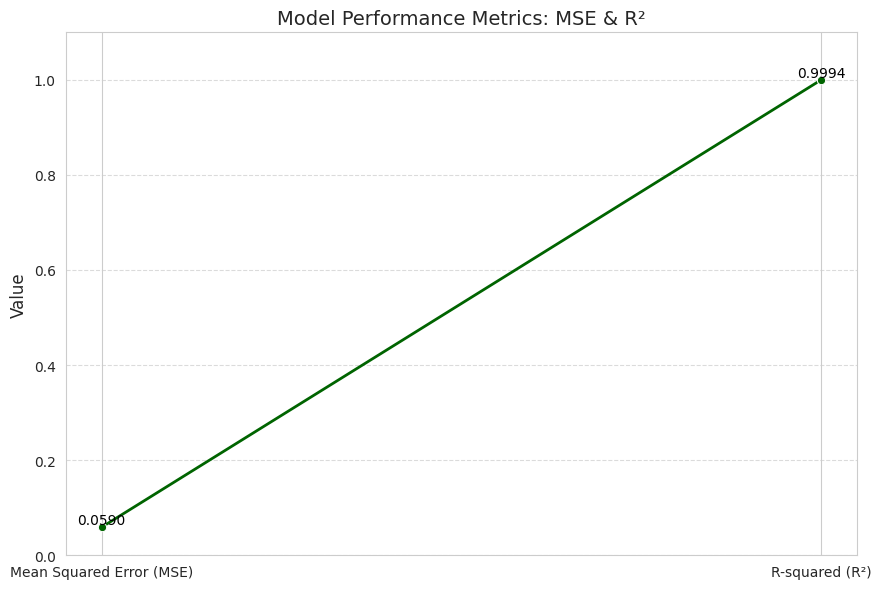 Model Performance Metrics: MSE & R²
Value
1.0
0.8
0.6
0.4
0.2
0.0
0.9994
0.0590
Mean Squared Error (MSE)
R-squared (R²)